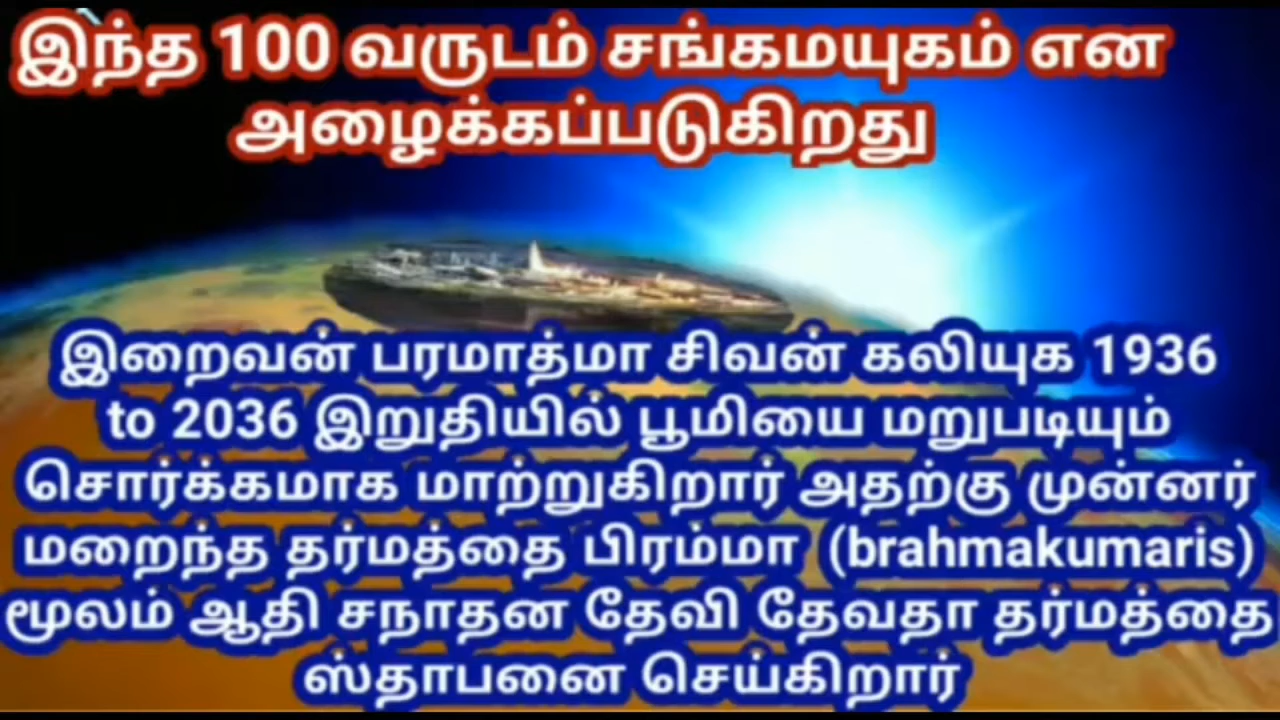 இந்த 100 வருடம் சங்கமயுகம் என
அழைக்கப்படுகிறது
இறைவன் பரமாத்மா சிவன் கலியுக 1936
to 2036 இறுதியில் பூமியை மறுபடியும்
சொர்க்கமாக மாற்றுகிறார் அதற்கு முன்னர்
மறைந்த தர்மத்தை பிரம்மா (brahmakumaris)
மூலம் ஆதி சநாதன தேவி தேவதா தர்மத்தை
ஸ்தாபனை செய்கிறார்